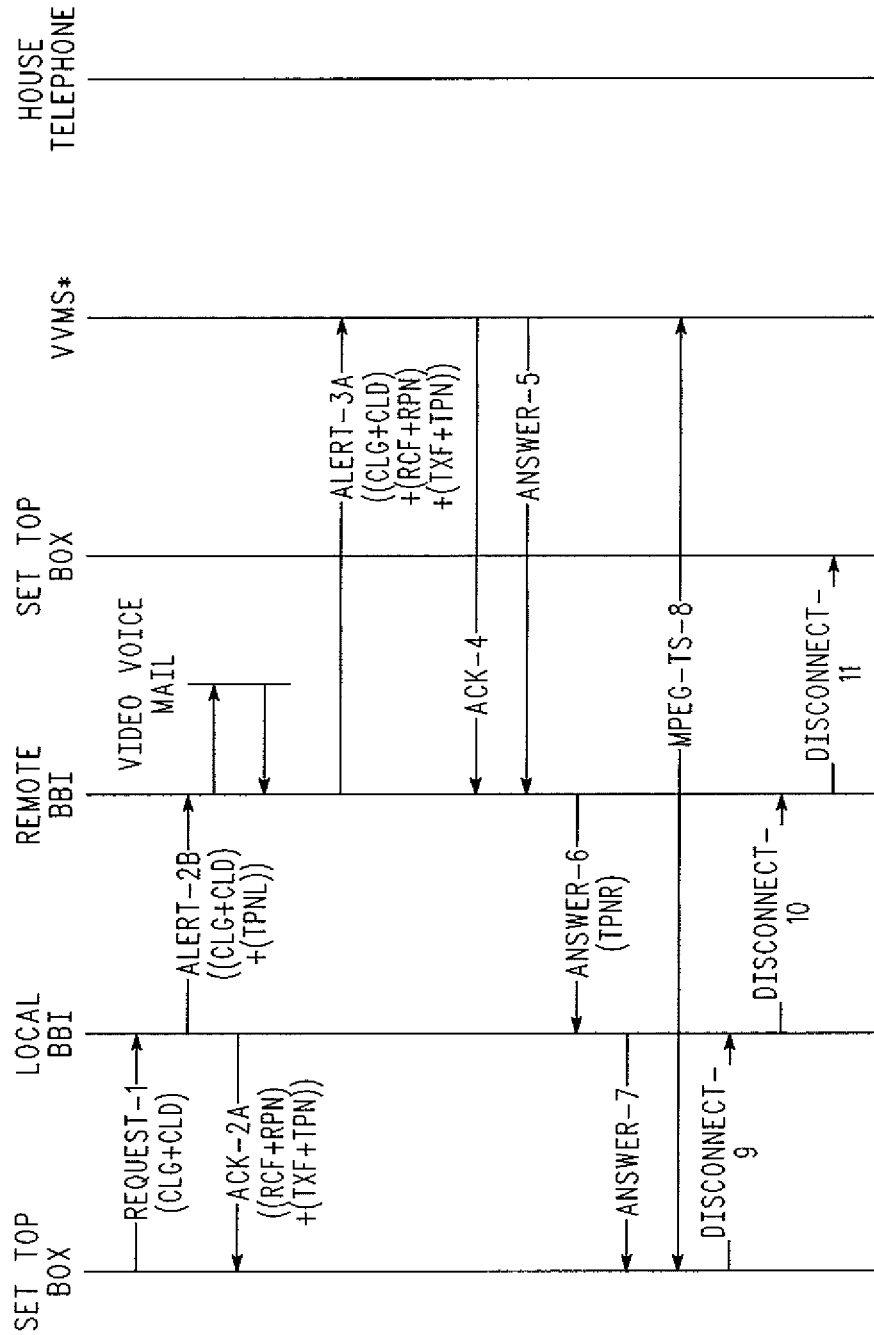 SET TOP
BOX
LOCAL
BBI
REMOTE
BBI
SET TOP
BOX
VVMS*
HOUSE
TELEPHONE
REQUEST-1
(CLG+CLD)
ALERT-2B
((CLG+CLD)
+(TPNL))
VIDEO VOICE
MAIL
ACK-2A
((RCF+RPN)
+(TXF+TPN))
ALERT-3A
((CLG+CLD)
+(RCF+RPN)
+(TXF+TPN))
ACK-4
ANSWER-5
ANSWER-6
(TPNR)
ANSWER-7
MPEG-TS-8
DISCONNECT-
9
DISCONNECT-
10
DISCONNECT-
11